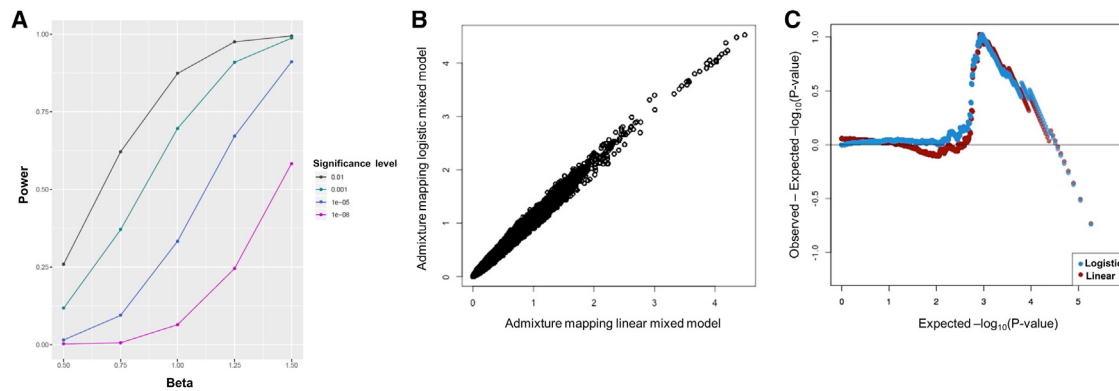 A
1.00
0.75
0.50
0.25
0.00
Power
0.50
0.75
1.00
1.25
1.50
Beta
Significance level
0.01
0.001
1e-05
1e-08
B
Admixture mapping logistic mixed model
4
3
2
1
0
0
1
2
3
4
Admixture mapping linear mixed model
C
Observed – Expected –log10(P-value)
1.0
0.5
0.0
-0.5
-1.0
0
1
2
3
4
5
Expected –log10(P-value)
Logistic
Linear